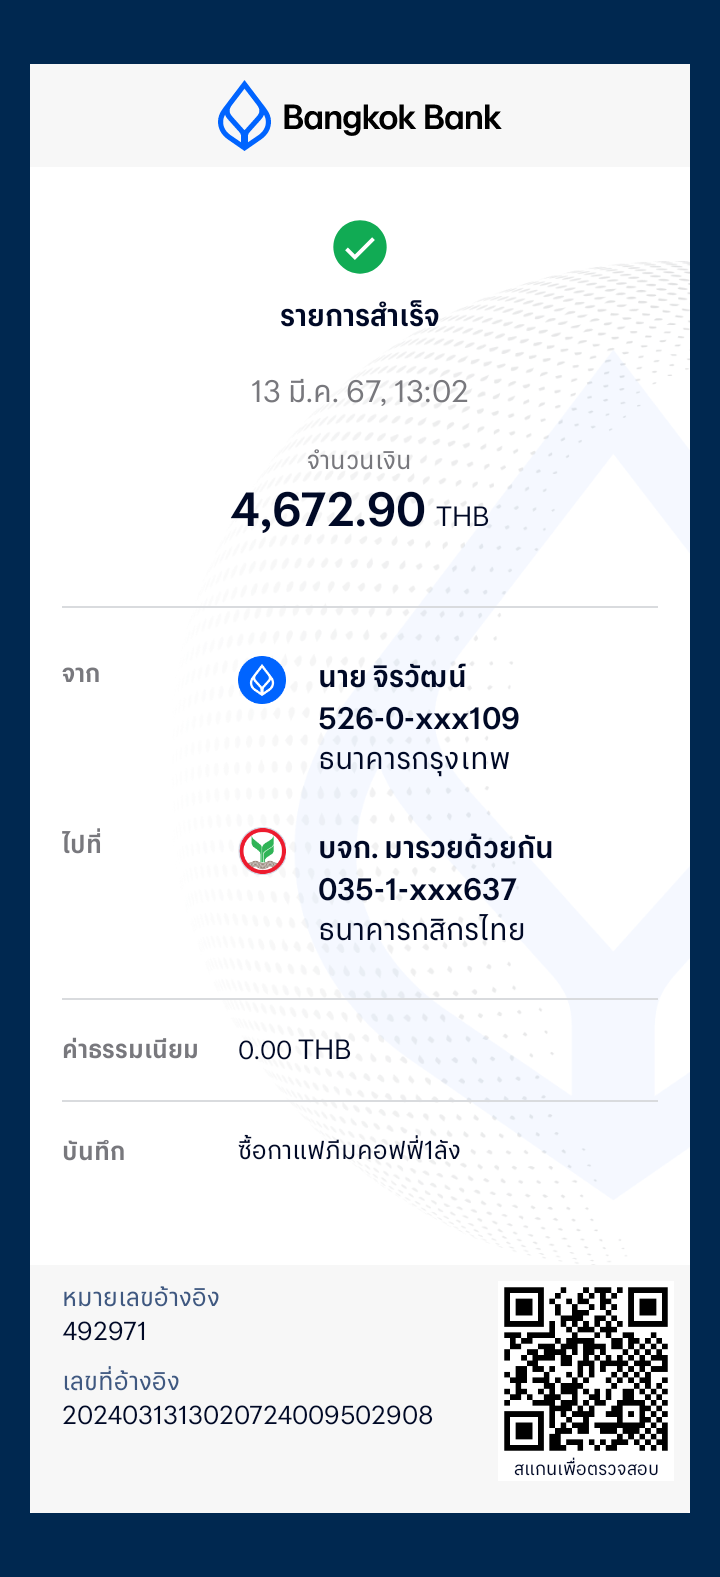 Bangkok Bank
รายการสำเร็จ
13 มี.ค. 67, 13:02
จำนวนเงิน
4,672.90 THB
จาก
นาย จิรวัฒน์
526-0-xxx109
ธนาคารกรุงเทพ
ไปที่
บจก. มารวยด้วยกัน
035-1-xxx637
ธนาคารกสิกรไทย
ค่าธรรมเนียม 0.00 THB
บันทึก ซื้อกาแฟภีมคอฟฟี่1ลัง
หมายเลขอ้างอิง
492971
เลขที่อ้างอิง
2024031313020724009502908
สแกนเพื่อตรวจสอบ